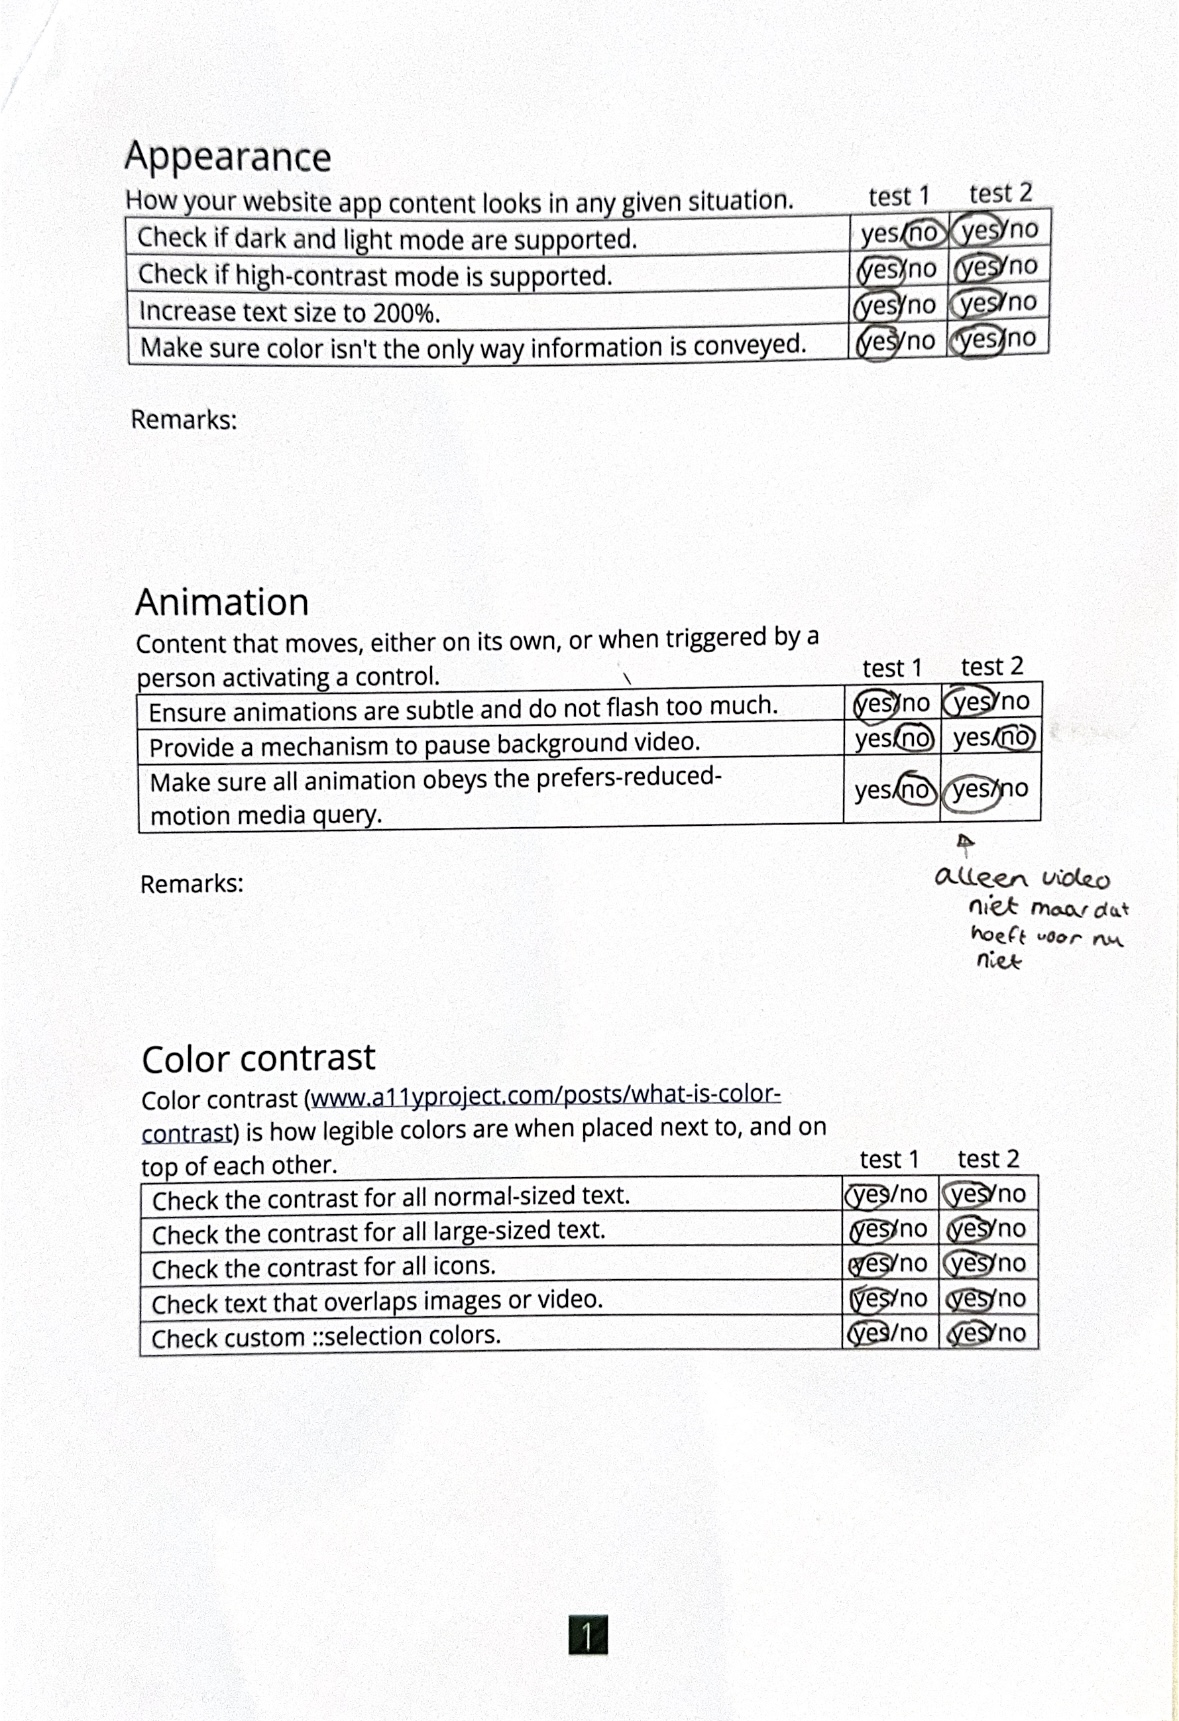 Appearance
How your website app content looks in any given situation. test 1 test 2
Check if dark and light mode are supported. yes/no yes/no
Check if high-contrast mode is supported. yes/no yes/no
Increase text size to 200%. yes/no yes/no
Make sure color isn't the only way information is conveyed. yes/no yes/no
Remarks:
Animation
Content that moves, either on its own, or when triggered by a
person activating a control. test 1 test 2
Ensure animations are subtle and do not flash too much. yes/no yes/no
Provide a mechanism to pause background video. yes/no yes/no
Make sure all animation obeys the prefers-reduced-
motion media query. yes/no yes/no
Remarks:
alleen video
niet maar dat
hoeft voor nu
niet
Color contrast
Color contrast (www.a11yproject.com/posts/what-is-color-
contrast) is how legible colors are when placed next to, and on
top of each other. test 1 test 2
Check the contrast for all normal-sized text. yes/no yes/no
Check the contrast for all large-sized text. yes/no yes/no
Check the contrast for all icons. yes/no yes/no
Check text that overlaps images or video. yes/no yes/no
Check custom ::selection colors. yes/no yes/no
1